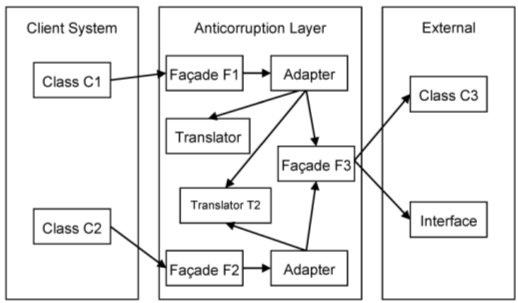 Client System
Anticorruption Layer
External
Class C1
Façade F1
Adapter
Class C3
Translator
Façade F3
Translator T2
Class C2
Interface
Façade F2
Adapter